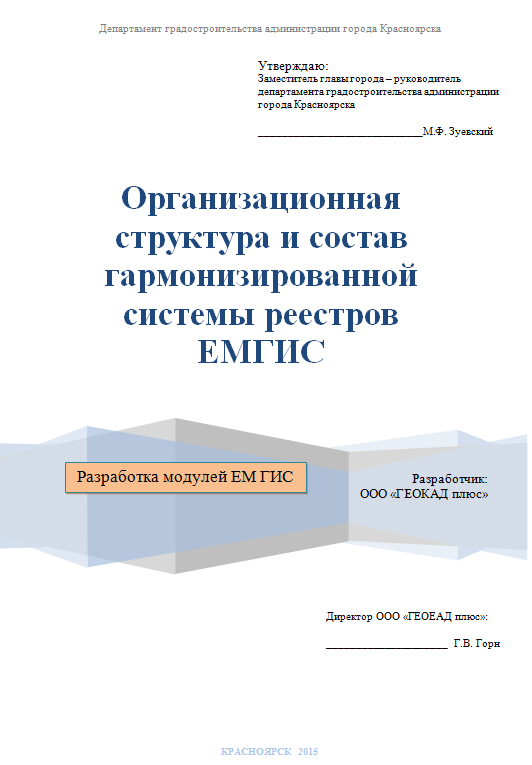 Департамент градостроительства администрации города Красноярска
Утверждаю:
Заместитель главы города – руководитель
департамента градостроительства администрации
города Красноярска
____________________________М.Ф. Зуевский
Организационная
структура и состав
гармонизированной
системы реестров
ЕМГИС
Разработка модулей ЕМ ГИС
Разработчик:
ООО «ГЕОКАД плюс»
Директор ООО «ГЕОЕАД плюс»:
_____________________ Г.В. Горн
КРАСНОЯРСК 2015